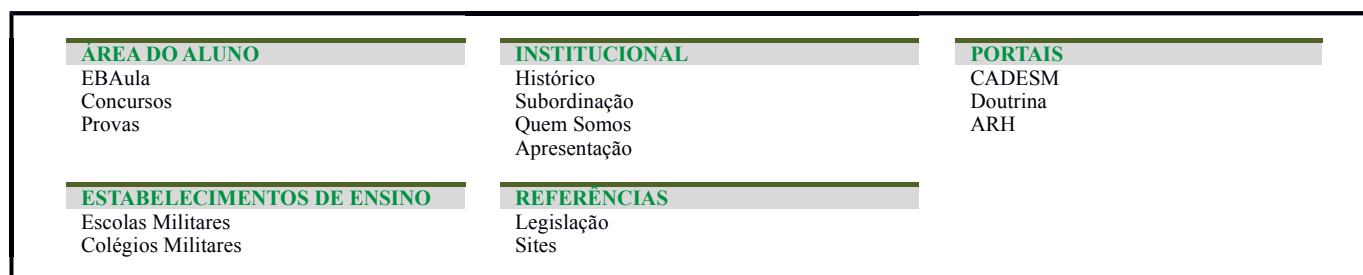 ÁREA DO ALUNO
EBAula
Concursos
Provas
INSTITUCIONAL
Histórico
Subordinação
Quem Somos
Apresentação
PORTAIS
CADESM
Doutrina
ARH
ESTABELECIMENTOS DE ENSINO
Escolas Militares
Colégios Militares
REFERÊNCIAS
Legislação
Sites